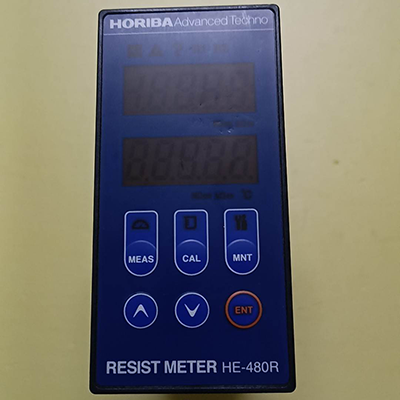 HORIBA Advanced Techno
MEAS CAL MNT
ENT
RESIST METER HE-480R